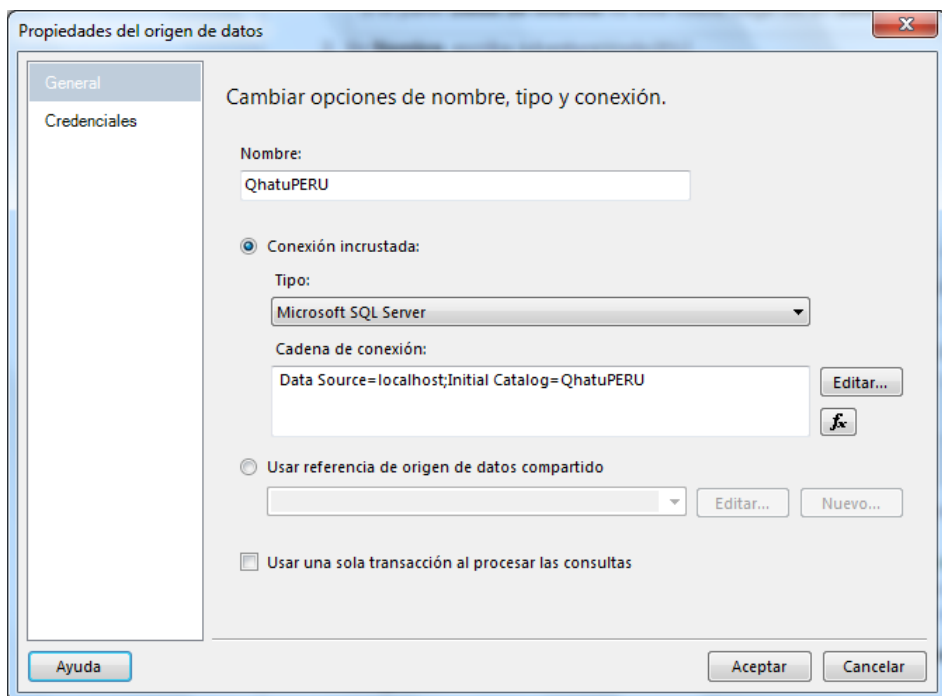 Propiedades del origen de datos
General
Credenciales
Cambiar opciones de nombre, tipo y conexión.
Nombre:
QhatuPERU
Conexión incrustada:
Tipo:
Microsoft SQL Server
Cadena de conexión:
Data Source=localhost;Initial Catalog=QhatuPERU
Editar...
fx
Usar referencia de origen de datos compartido
Editar...
Nuevo...
Usar una sola transacción al procesar las consultas
Ayuda
Aceptar
Cancelar